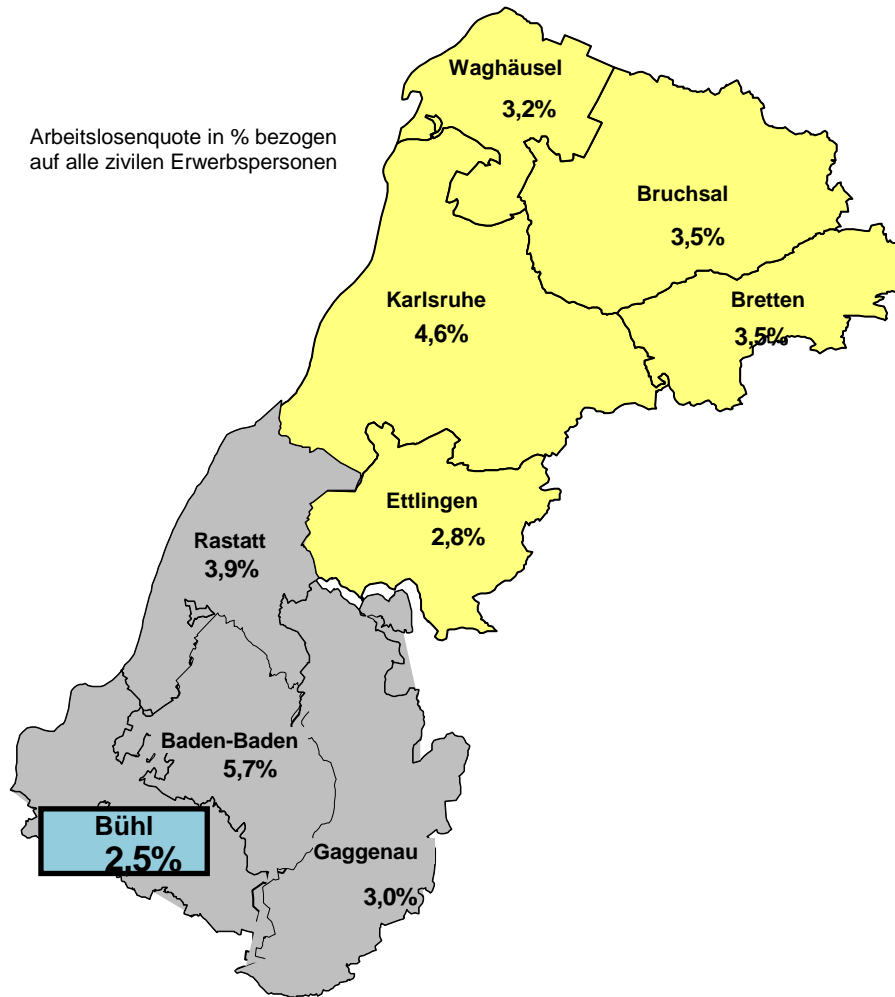 Waghäusel
3,2%
Arbeitslosenquote in % bezogen
auf alle zivilen Erwerbspersonen
Bruchsal
3,5%
Karlsruhe
4,6%
Bretten
3,5%
Ettlingen
2,8%
Rastatt
3,9%
Baden-Baden
5,7%
Bühl
2,5%
Gaggenau
3,0%